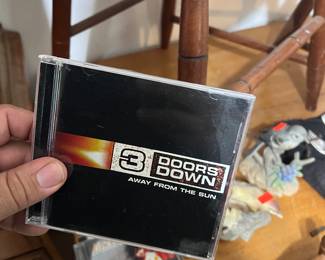 3 DOORS
DOWN
AWAY FROM THE SUN